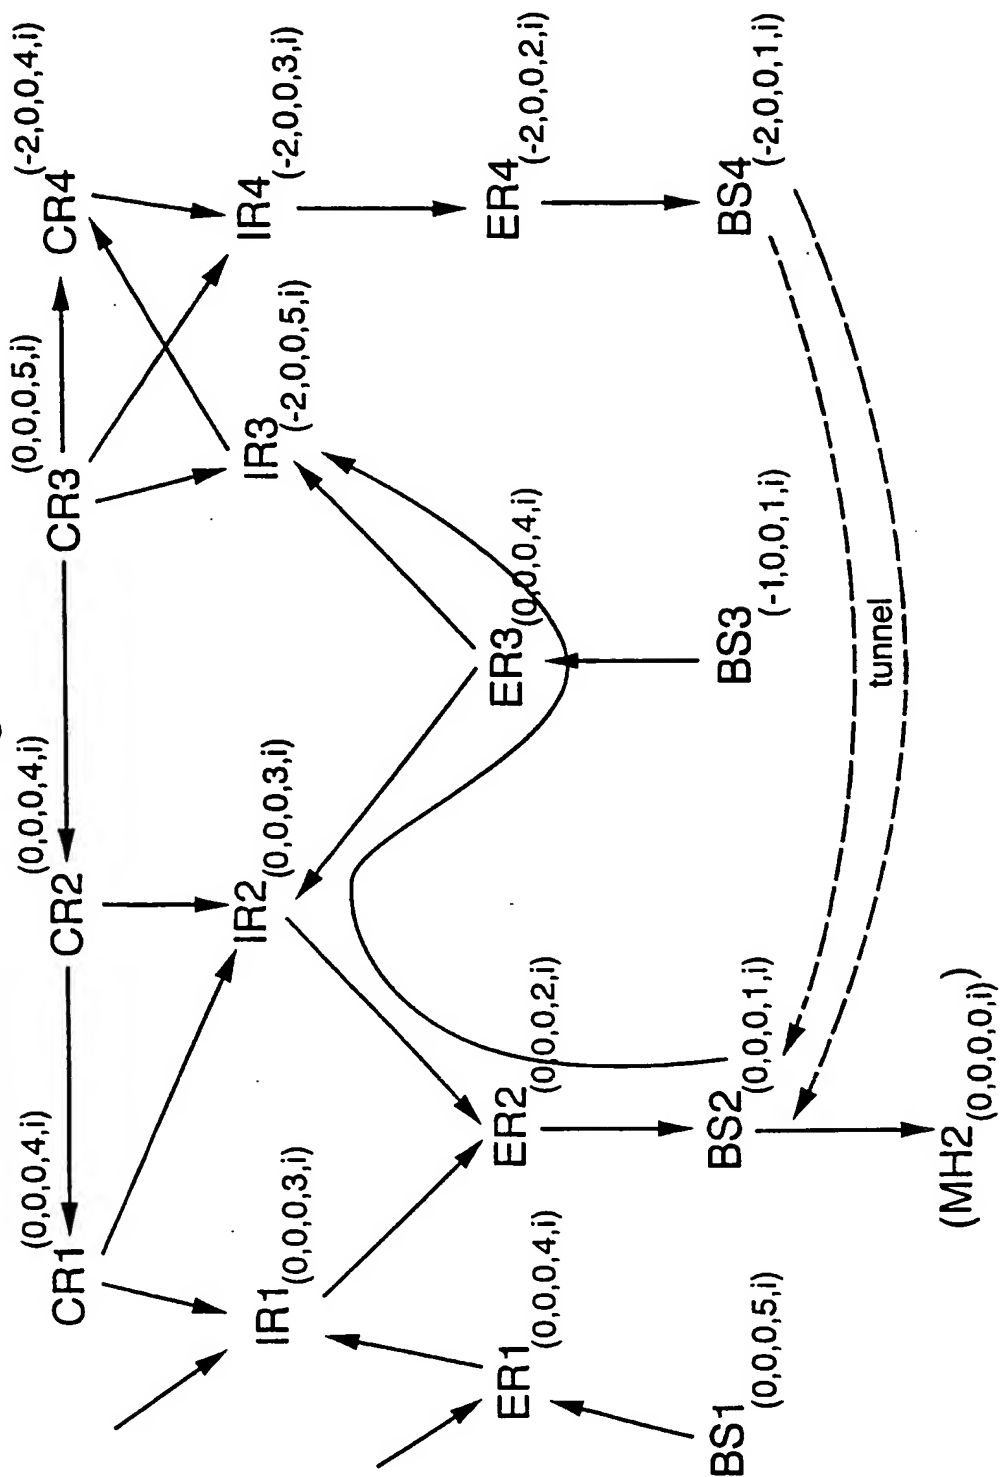 CR1(0,0,0,4,i)
CR2(0,0,0,4,i)
CR3(0,0,0,5,i)
CR4(-2,0,0,4,i)
IR1(0,0,0,3,i)
IR2(0,0,0,3,i)
IR3(-2,0,0,5,i)
IR4(-2,0,0,3,i)
ER1(0,0,0,4,i)
ER2(0,0,0,2,i)
ER3(0,0,0,4,i)
ER4(-2,0,0,2,i)
BS1(0,0,0,5,i)
BS2(0,0,0,1,i)
BS3(-1,0,0,1,i)
BS4(-2,0,0,1,i)
tunnel
(MH2(0,0,0,0,i))